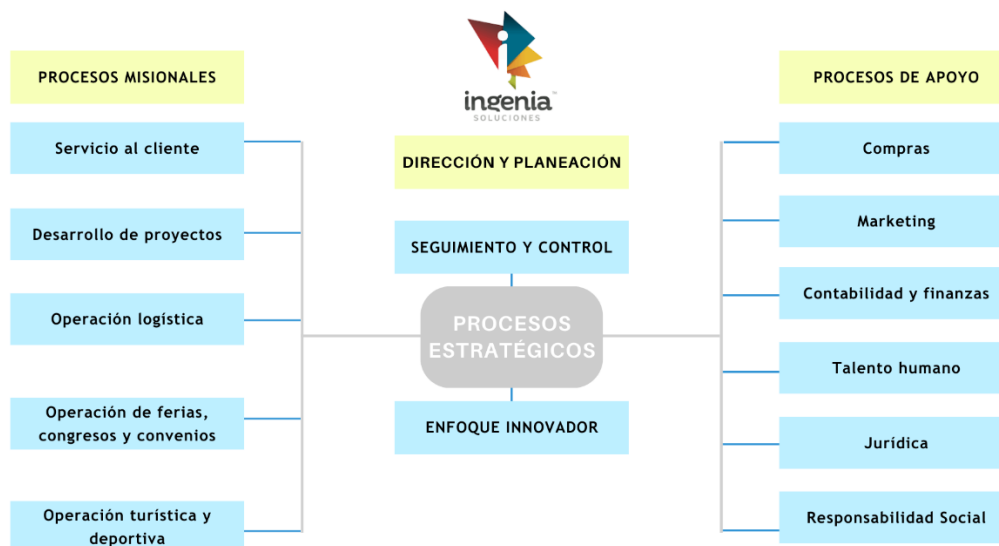 PROCESOS MISIONALES
Servicio al cliente
Desarrollo de proyectos
Operación logística
Operación de ferias,
congresos y convenios
Operación turística y
deportiva
ingenia™
SOLUCIONES
DIRECCIÓN Y PLANEACIÓN
SEGUIMIENTO Y CONTROL
PROCESOS
ESTRATÉGICOS
ENFOQUE INNOVADOR
PROCESOS DE APOYO
Compras
Marketing
Contabilidad y finanzas
Talento humano
Jurídica
Responsabilidad Social